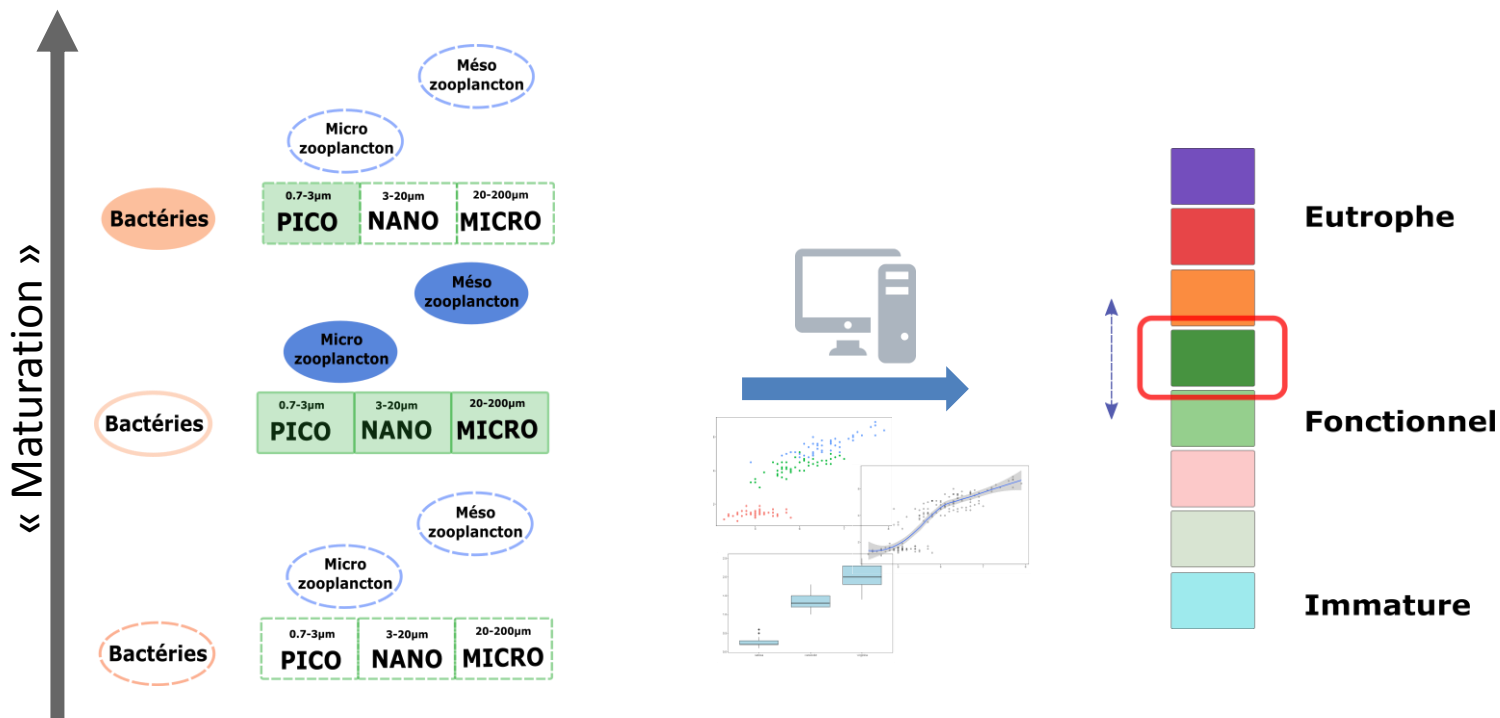 « Maturation »
Méso
zooplancton
Micro
zooplancton
Bactéries
0.7-3µm 3-20µm 20-200µm
PICO NANO MICRO
Méso
zooplancton
Micro
zooplancton
Bactéries
0.7-3µm 3-20µm 20-200µm
PICO NANO MICRO
Méso
zooplancton
Micro
zooplancton
Bactéries
0.7-3µm 3-20µm 20-200µm
PICO NANO MICRO
Eutrophe
Fonctionnel
Immature